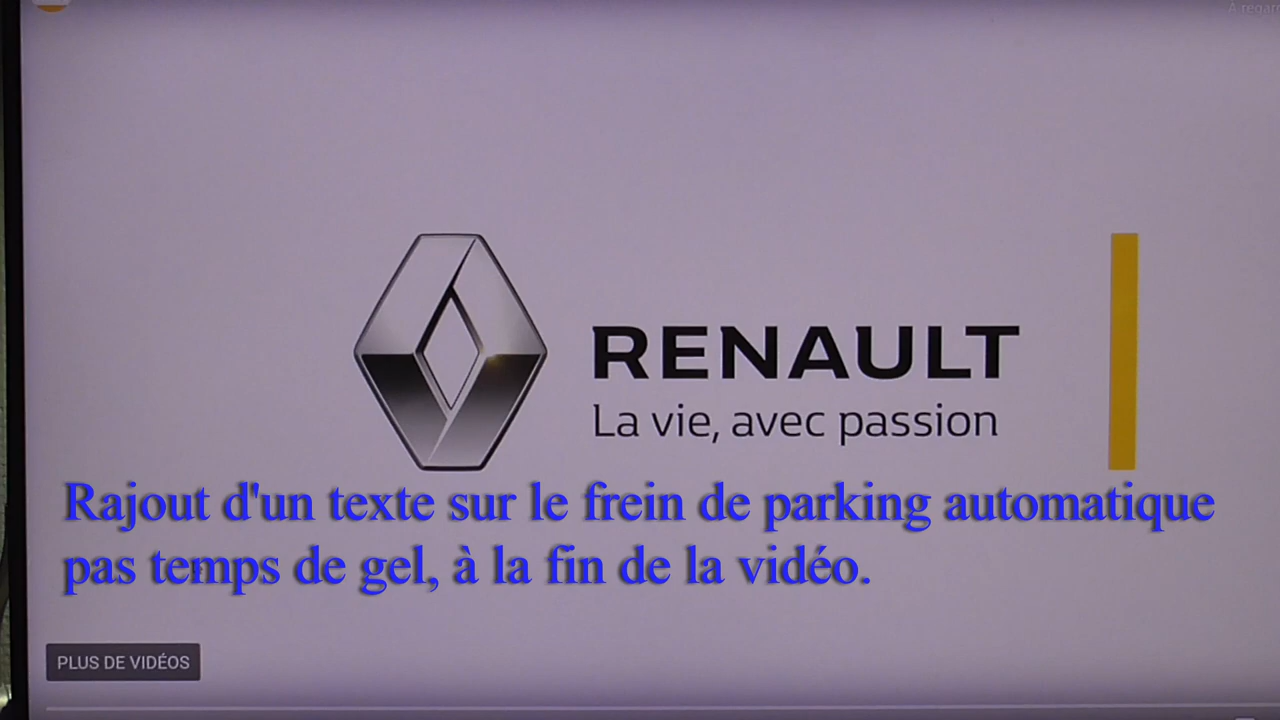 À regar
RENAULT
La vie, avec passion
Rajout d'un texte sur le frein de parking automatique
pas temps de gel, à la fin de la vidéo.
PLUS DE VIDÉOS